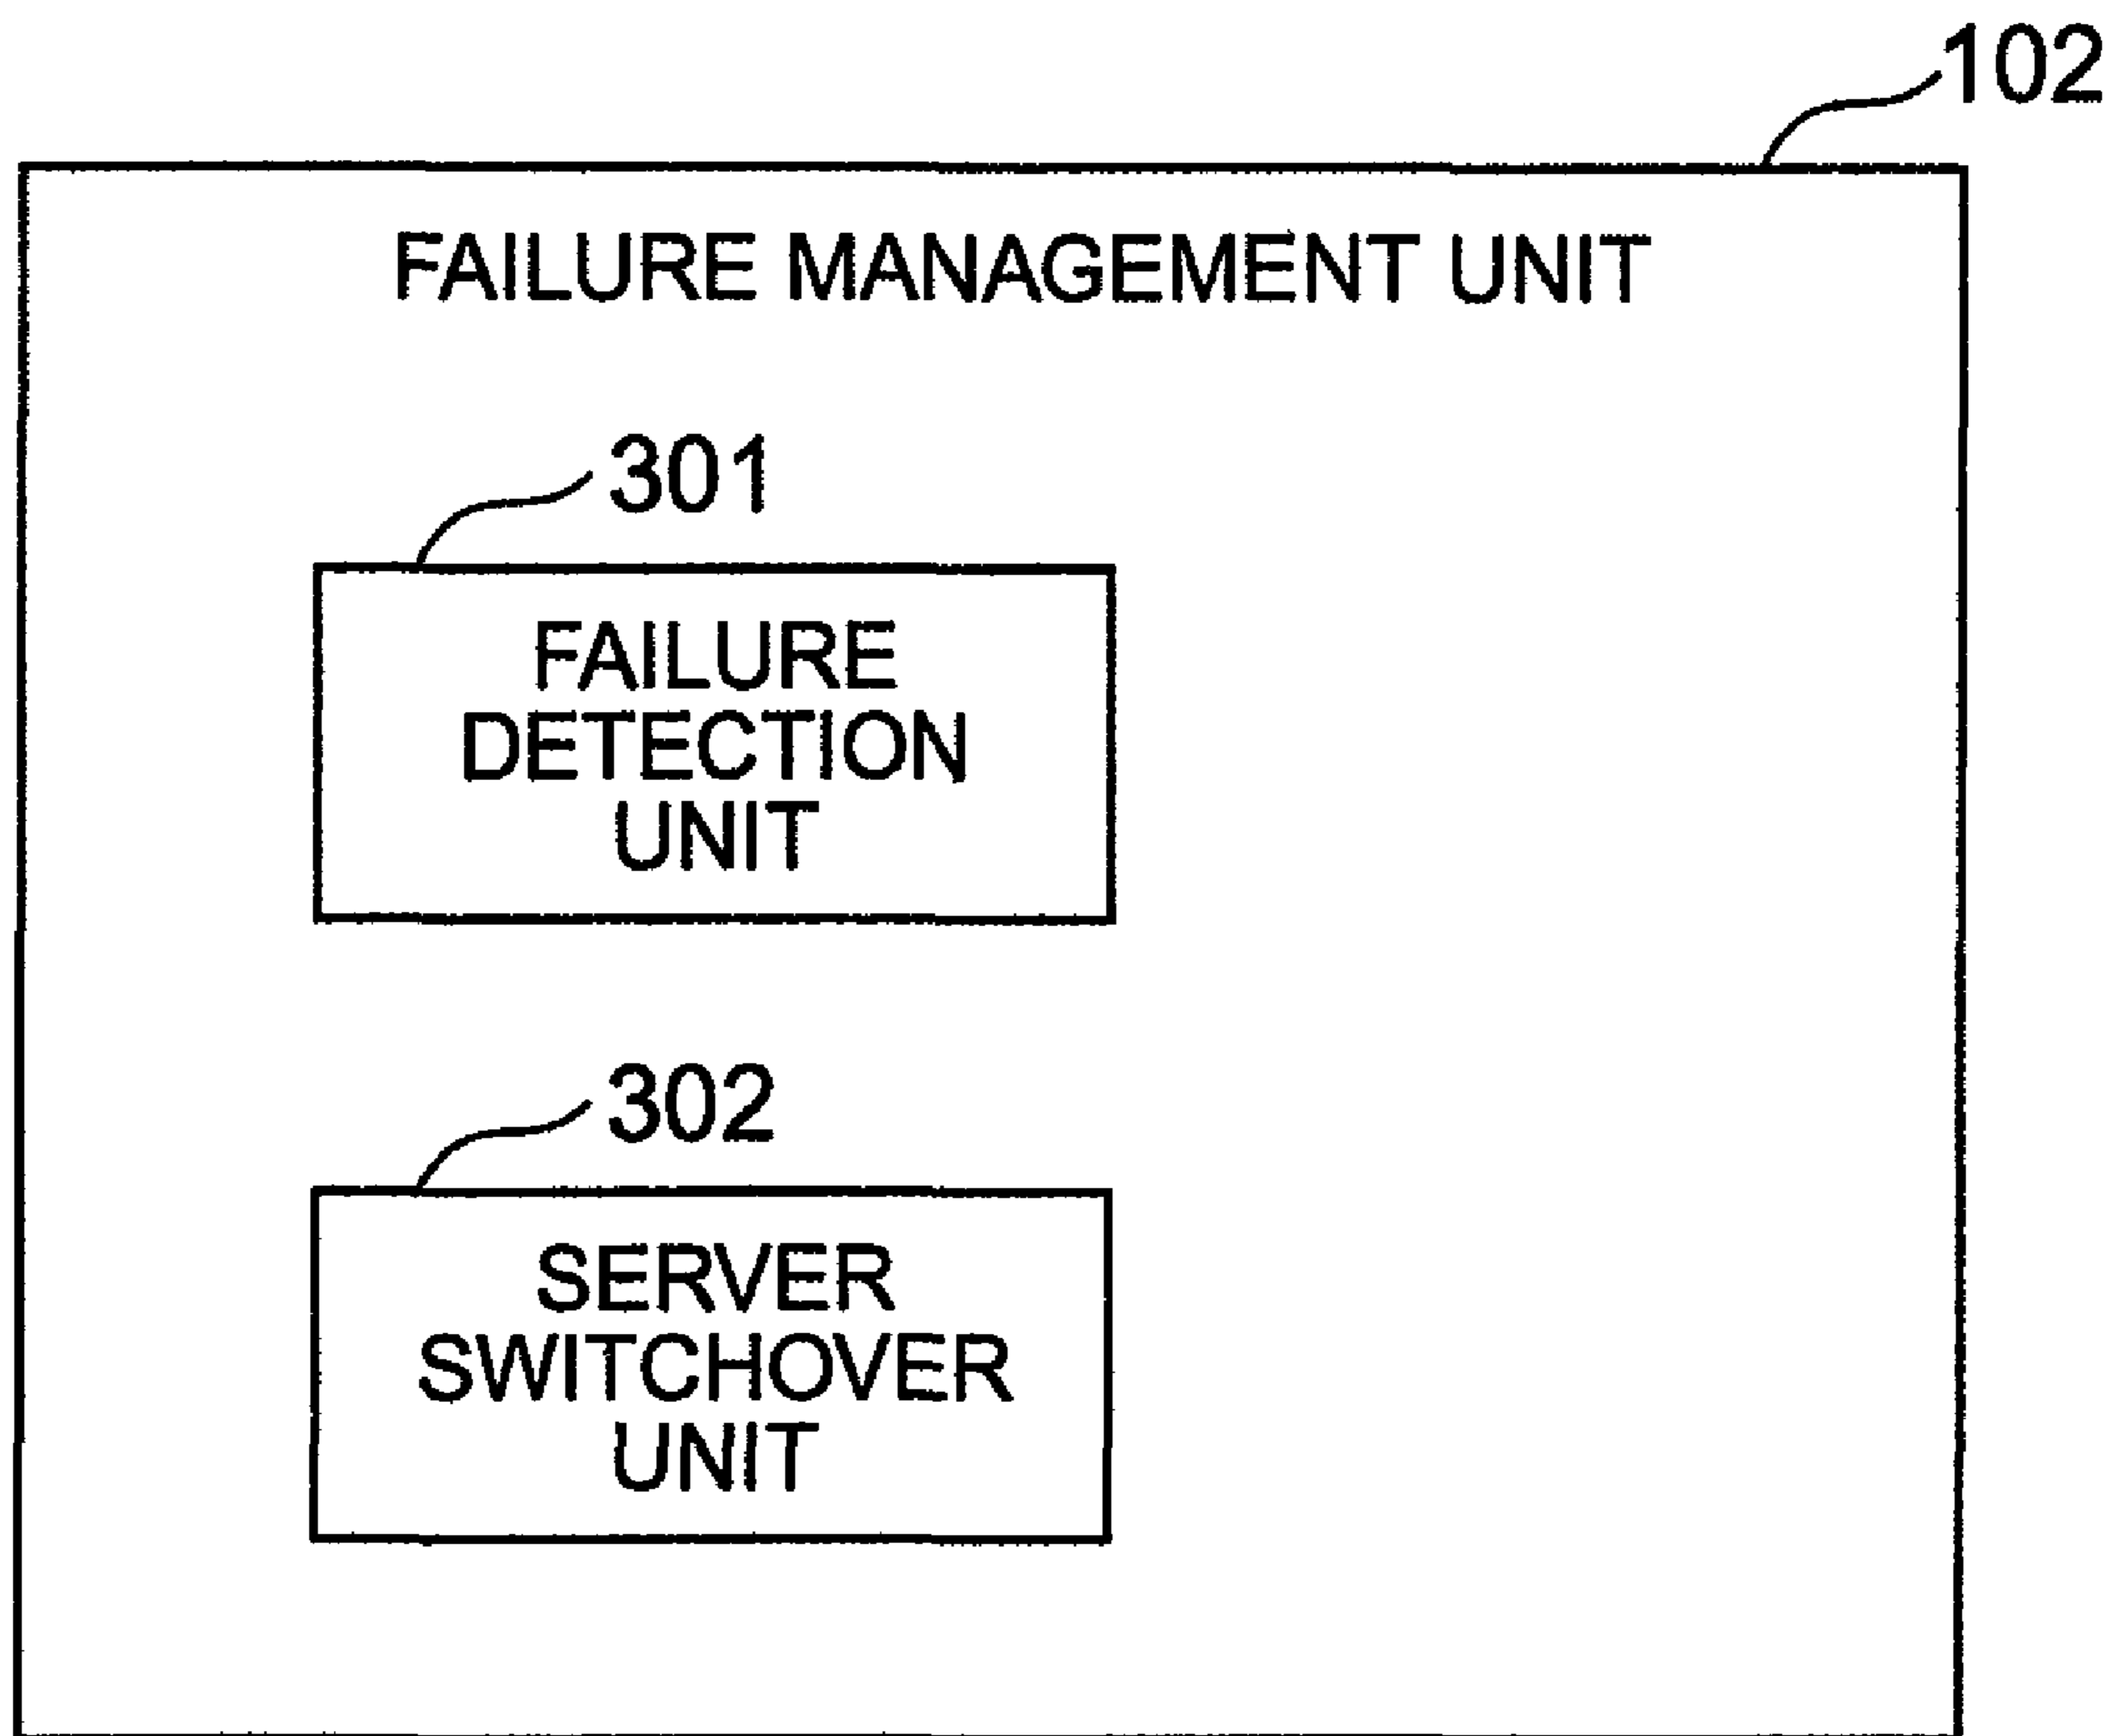 102
FAILURE MANAGEMENT UNIT
301
FAILURE
DETECTION
UNIT
302
SERVER
SWITCHOVER
UNIT